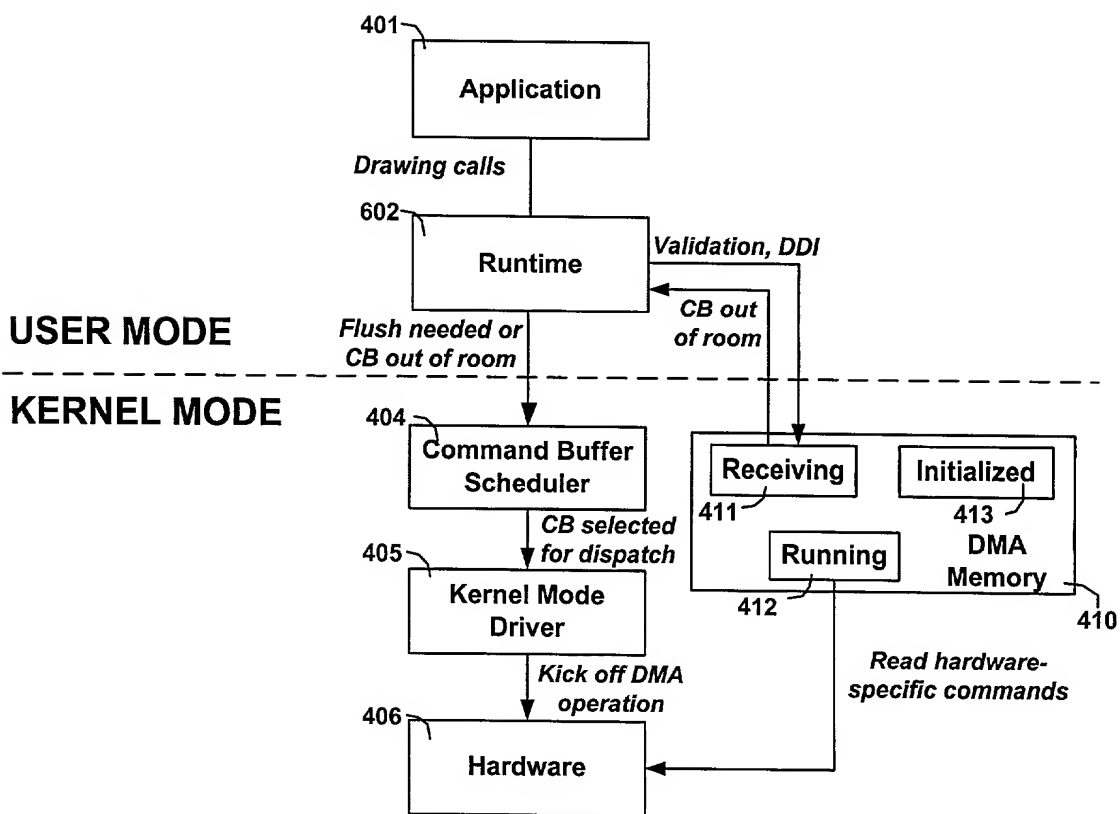 401
Application
Drawing calls
602
Runtime
Validation, DDI
CB out
of room
USER MODE
Flush needed or
CB out of room
KERNEL MODE
404
Command Buffer
Scheduler
Receiving
411
Initialized
413
Running
412
DMA
Memory
410
CB selected
for dispatch
405
Kernel Mode
Driver
Kick off DMA
operation
Read hardware-
specific commands
406
Hardware